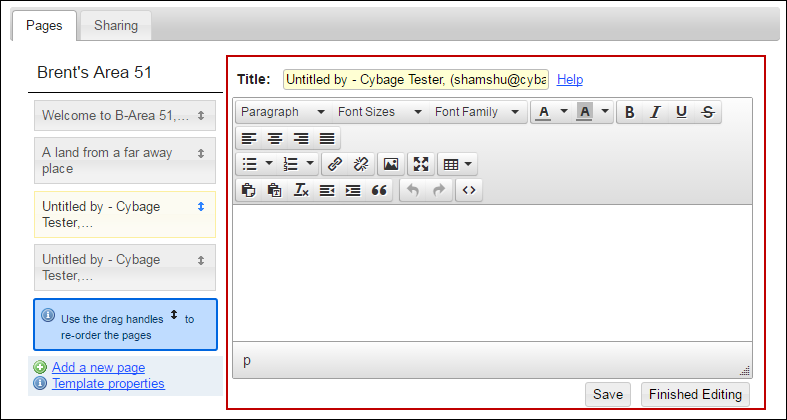 Pages Sharing
Brent's Area 51
Welcome to B-Area 51,...
A land from a far away
place
Untitled by - Cybage
Tester,...
Untitled by - Cybage
Tester,...
Use the drag handles to
re-order the pages
Add a new page
Template properties
Title: Untitled by - Cybage Tester, (shamshu@cyba Help
Paragraph Font Sizes Font Family A A B I U S
p
Save Finished Editing